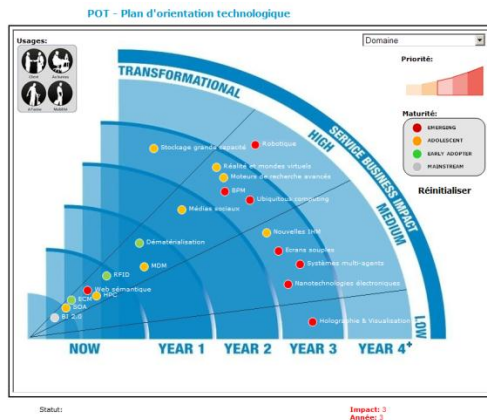 POT - Plan d'orientation technologique
Usages:
Domaine
Priorité:
Maturité:
EMERGING
ADOLESCENT
EARLY ADOPTER
MAINSTREAM
Réinitialiser
TRANSFORMATIONAL
HIGH
SERVICE BUSINESS IMPACT
MEDIUM
LOW
Stockage grande capacité
Robotique
Réalité et mondes virtuels
Moteurs de recherche avancés
BPM
Ubiquitous computing
Médias sociaux
Nouvelles IHM
Dématérialisation
Ecrans souples
MDM
Systèmes multi-agents
RFID
Nanotechnologies électroniques
Web sémantique
HPC
ECM
SOA
BI 2.0
Holographie & Visualisation
NOW
YEAR 1
YEAR 2
YEAR 3
YEAR 4+
Statut:
Impact: 3
Année: 3